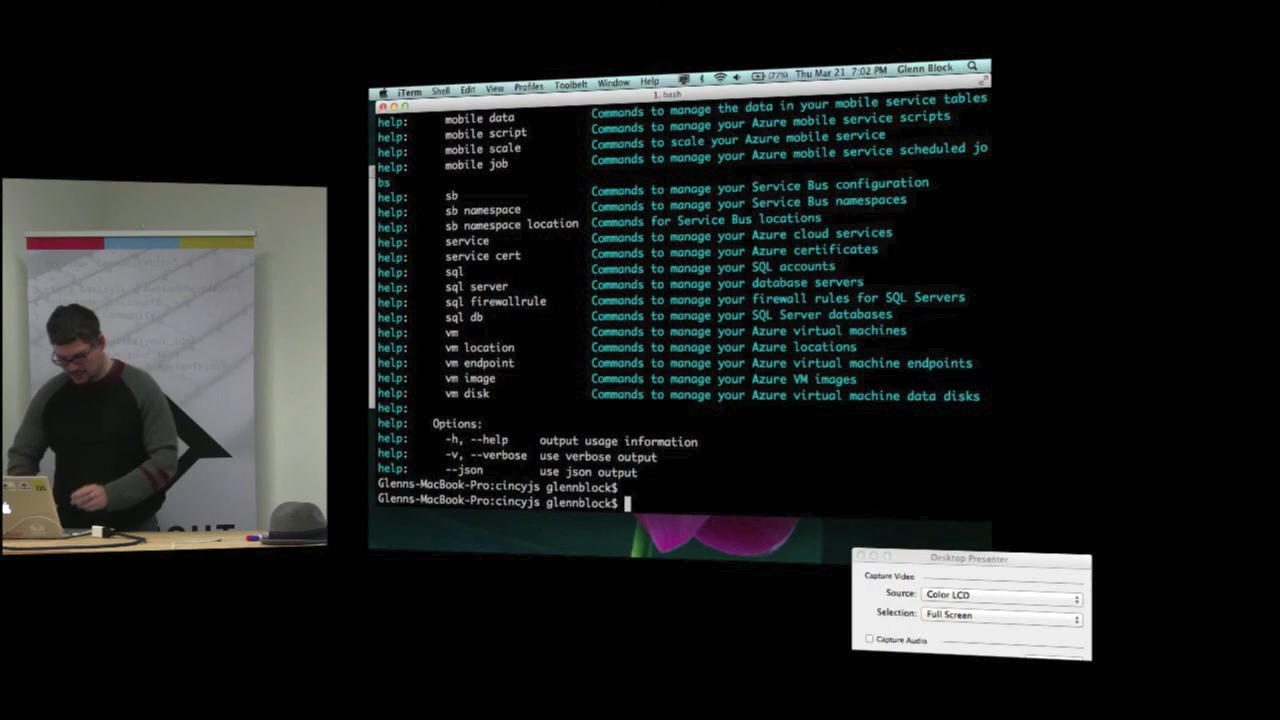 iTerm Shell Edit View Profiles Toolbelt Window Help (77%) Thu Mar 21 7:02 PM Glenn Block
1. bash
help: mobile data Commands to manage the data in your mobile service tables
help: mobile script Commands to manage your Azure mobile service scripts
help: mobile scale Commands to scale your Azure mobile service
help: mobile job Commands to manage your Azure mobile service scheduled jo
bs
help: sb Commands to manage your Service Bus configuration
help: sb namespace Commands to manage your Service Bus namespaces
help: sb namespace location Commands for Service Bus locations
help: service Commands to manage your Azure cloud services
help: service cert Commands to manage your Azure certificates
help: sql Commands to manage your SQL accounts
help: sql server Commands to manage your database servers
help: sql firewallrule Commands to manage your firewall rules for SQL Servers
help: sql db Commands to manage your SQL Server databases
help: vm Commands to manage your Azure virtual machines
help: vm location Commands to manage your Azure locations
help: vm endpoint Commands to manage your Azure virtual machine endpoints
help: vm image Commands to manage your Azure VM images
help: vm disk Commands to manage your Azure virtual machine data disks
help:
help: Options:
help: -h, --help output usage information
help: -v, --verbose use verbose output
help: --json use json output
Glenns-MacBook-Pro:cincyjs glennblock$
Glenns-MacBook-Pro:cincyjs glennblock$
Desktop Presenter
Capture Video
Source: Color LCD
Selection: Full Screen
Capture Audio